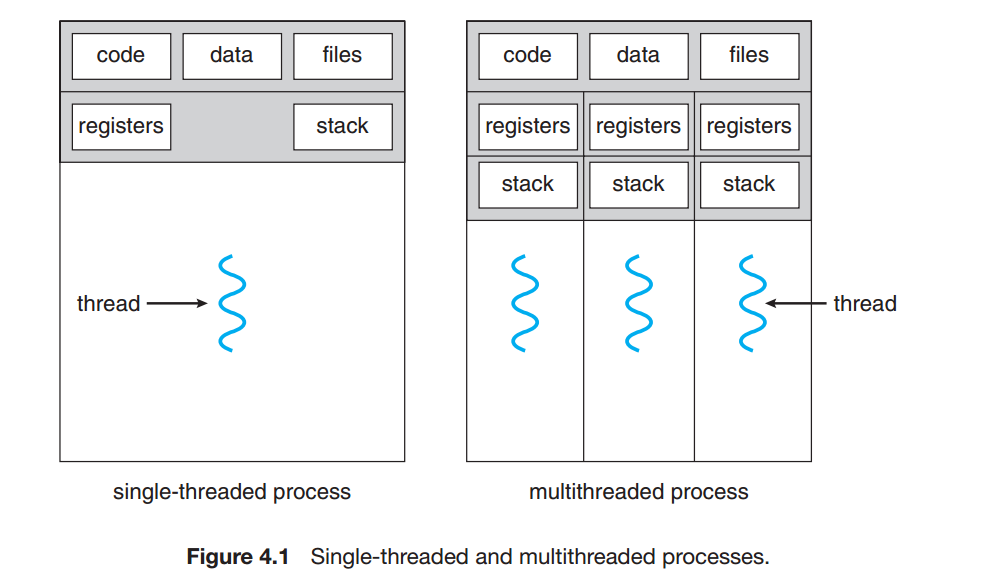 code data files code data files
registers stack registers registers registers
stack stack stack
thread thread
single-threaded process multithreaded process
Figure 4.1 Single-threaded and multithreaded processes.